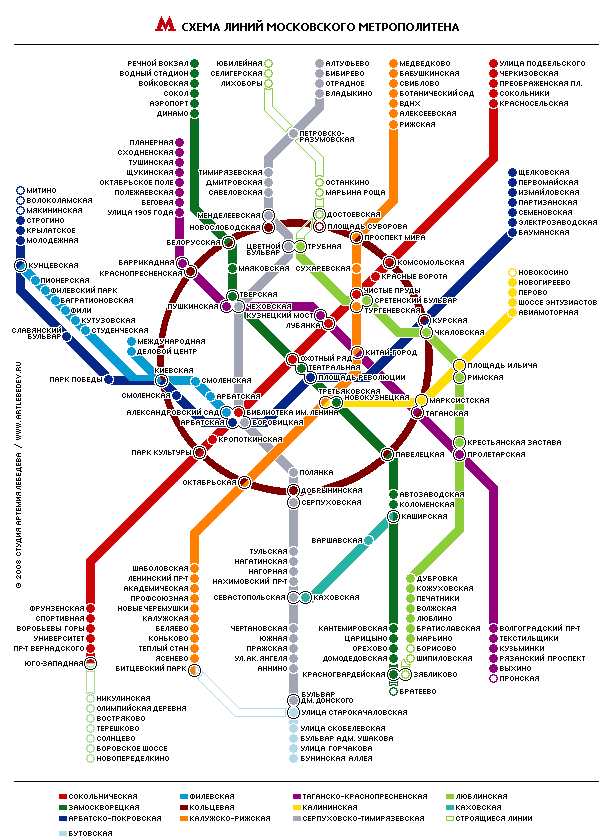 СХЕМА ЛИНИЙ МОСКОВСКОГО МЕТРОПОЛИТЕНА
РЕЧНОЙ ВОКЗАЛ
ВОДНЫЙ СТАДИОН
ВОЙКОВСКАЯ
СОКОЛ
АЭРОПОРТ
ДИНАМО
ЮБИЛЕЙНАЯ
СЕЛИГЕРСКАЯ
ЛИХОБОРЫ
АЛТУФЬЕВО
БИБИРЕВО
ОТРАДНОЕ
ВЛАДЫКИНО
МЕДВЕДКОВО
БАБУШКИНСКАЯ
СВИБЛОВО
БОТАНИЧЕСКИЙ САД
ВДНХ
АЛЕКСЕЕВСКАЯ
РИЖСКАЯ
УЛИЦА ПОДБЕЛЬСКОГО
ЧЕРКИЗОВСКАЯ
ПРЕОБРАЖЕНСКАЯ ПЛ.
СОКОЛЬНИКИ
КРАСНОСЕЛЬСКАЯ
ПЕТРОВСКО-
РАЗУМОВСКАЯ
ПЛАНЕРНАЯ
СХОДНЕНСКАЯ
ТУШИНСКАЯ
ЩУКИНСКАЯ
ОКТЯБРЬСКОЕ ПОЛЕ
ПОЛЕЖАЕВСКАЯ
БЕГОВАЯ
УЛИЦА 1905 ГОДА
ТИМИРЯЗЕВСКАЯ
ДМИТРОВСКАЯ
САВЕЛОВСКАЯ
ОСТАНКИНО
МАРЬИНА РОЩА
ЩЕЛКОВСКАЯ
ПЕРВОМАЙСКАЯ
ИЗМАЙЛОВСКАЯ
ПАРТИЗАНСКАЯ
СЕМЕНОВСКАЯ
ЭЛЕКТРОЗАВОДСКАЯ
БАУМАНСКАЯ
МИТИНО
ВОЛОКОЛАМСКАЯ
МЯКИНИНСКАЯ
СТРОГИНО
КРЫЛАТСКОЕ
МОЛОДЕЖНАЯ
МЕНДЕЛЕЕВСКАЯ
НОВОСЛОБОДСКАЯ
ДОСТОЕВСКАЯ
ПЛОЩАДЬ СУВОРОВА
ПРОСПЕКТ МИРА
БЕЛОРУССКАЯ
ЦВЕТНОЙ
БУЛЬВАР
ТРУБНАЯ
КУНЦЕВСКАЯ
БАРРИКАДНАЯ
КРАСНОПРЕСНЕНСКАЯ
МАЯКОВСКАЯ
СУХАРЕВСКАЯ
КОМСОМОЛЬСКАЯ
КРАСНЫЕ ВОРОТА
НОВОКОСИНО
НОВОГИРЕЕВО
ПЕРОВО
ШОССЕ ЭНТУЗИАСТОВ
АВИАМОТОРНАЯ
ПИОНЕРСКАЯ
ФИЛЕВСКИЙ ПАРК
БАГРАТИОНОВСКАЯ
ФИЛИ
КУТУЗОВСКАЯ
СТУДЕНЧЕСКАЯ
ТВЕРСКАЯ
ПУШКИНСКАЯ
ЧЕХОВСКАЯ
КУЗНЕЦКИЙ МОСТ
ЛУБЯНКА
ЧИСТЫЕ ПРУДЫ
СРЕТЕНСКИЙ БУЛЬВАР
ТУРГЕНЕВСКАЯ
КУРСКАЯ
ЧКАЛОВСКАЯ
СЛАВЯНСКИЙ
БУЛЬВАР
МЕЖДУНАРОДНАЯ
ДЕЛОВОЙ ЦЕНТР
КИТАЙ-ГОРОД
ОХОТНЫЙ РЯД
ТЕАТРАЛЬНАЯ
ПЛОЩАДЬ РЕВОЛЮЦИИ
ПЛОЩАДЬ ИЛЬИЧА
РИМСКАЯ
ПАРК ПОБЕДЫ
КИЕВСКАЯ
СМОЛЕНСКАЯ
СМОЛЕНСКАЯ
АРБАТСКАЯ
ТРЕТЬЯКОВСКАЯ
НОВОКУЗНЕЦКАЯ
МАРКСИСТСКАЯ
ТАГАНСКАЯ
АЛЕКСАНДРОВСКИЙ САД
БИБЛИОТЕКА ИМ. ЛЕНИНА
АРБАТСКАЯ
БОРОВИЦКАЯ
КРОПОТКИНСКАЯ
ПАРК КУЛЬТУРЫ
КРЕСТЬЯНСКАЯ ЗАСТАВА
ПРОЛЕТАРСКАЯ
ПАВЕЛЕЦКАЯ
ПОЛЯНКА
ОКТЯБРЬСКАЯ
ДОБРЫНИНСКАЯ
СЕРПУХОВСКАЯ
АВТОЗАВОДСКАЯ
КОЛОМЕНСКАЯ
КАШИРСКАЯ
ВАРШАВСКАЯ
ТУЛЬСКАЯ
НАГАТИНСКАЯ
НАГОРНАЯ
НАХИМОВСКИЙ ПР-Т
СЕВАСТОПОЛЬСКАЯ
КАХОВСКАЯ
ШАБОЛОВСКАЯ
ЛЕНИНСКИЙ ПР-Т
АКАДЕМИЧЕСКАЯ
ПРОФСОЮЗНАЯ
НОВЫЕ ЧЕРЕМУШКИ
КАЛУЖСКАЯ
БЕЛЯЕВО
КОНЬКОВО
ТЕПЛЫЙ СТАН
ЯСЕНЕВО
БИТЦЕВСКИЙ ПАРК
ДУБРОВКА
КОЖУХОВСКАЯ
ПЕЧАТНИКИ
ВОЛЖСКАЯ
ЛЮБЛИНО
БРАТИСЛАВСКАЯ
МАРЬИНО
БОРИСОВО
ШИПИЛОВСКАЯ
ЗЯБЛИКОВО
ФРУНЗЕНСКАЯ
СПОРТИВНАЯ
ВОРОБЬЕВЫ ГОРЫ
УНИВЕРСИТЕТ
ПР-Т ВЕРНАДСКОГО
ЮГО-ЗАПАДНАЯ
ЧЕРТАНОВСКАЯ
ЮЖНАЯ
ПРАЖСКАЯ
УЛ. АК. ЯНГЕЛЯ
АННИНО
БУЛЬВАР
ДМ. ДОНСКОГО
КАНТЕМИРОВСКАЯ
ЦАРИЦЫНО
ОРЕХОВО
ДОМОДЕДОВСКАЯ
КРАСНОГВАРДЕЙСКАЯ
БРАТЕЕВО
ВОЛГОГРАДСКИЙ ПР-Т
ТЕКСТИЛЬЩИКИ
КУЗЬМИНКИ
РЯЗАНСКИЙ ПРОСПЕКТ
ВЫХИНО
ПРОНСКАЯ
НИКУЛИНСКАЯ
ОЛИМПИЙСКАЯ ДЕРЕВНЯ
ВОСТРЯКОВО
ТЕРЕШКОВО
СОЛНЦЕВО
БОРОВСКОЕ ШОССЕ
НОВОПЕРЕДЕЛКИНО
УЛИЦА СТАРОКАЧАЛОВСКАЯ
УЛИЦА СКОБЕЛЕВСКАЯ
БУЛЬВАР АДМ. УШАКОВА
УЛИЦА ГОРЧАКОВА
БУНИНСКАЯ АЛЛЕЯ
© 2008 СТУДИЯ АРТЕМИЯ ЛЕБЕДЕВА / WWW.ARTLEBEDEV.RU
СОКОЛЬНИЧЕСКАЯ
ЗАМОСКВОРЕЦКАЯ
АРБАТСКО-ПОКРОВСКАЯ
ФИЛЕВСКАЯ
КОЛЬЦЕВАЯ
КАЛУЖСКО-РИЖСКАЯ
ТАГАНСКО-КРАСНОПРЕСНЕНСКАЯ
КАЛИНИНСКАЯ
СЕРПУХОВСКО-ТИМИРЯЗЕВСКАЯ
ЛЮБЛИНСКАЯ
КАХОВСКАЯ
СТРОЯЩИЕСЯ ЛИНИИ
БУТОВСКАЯ